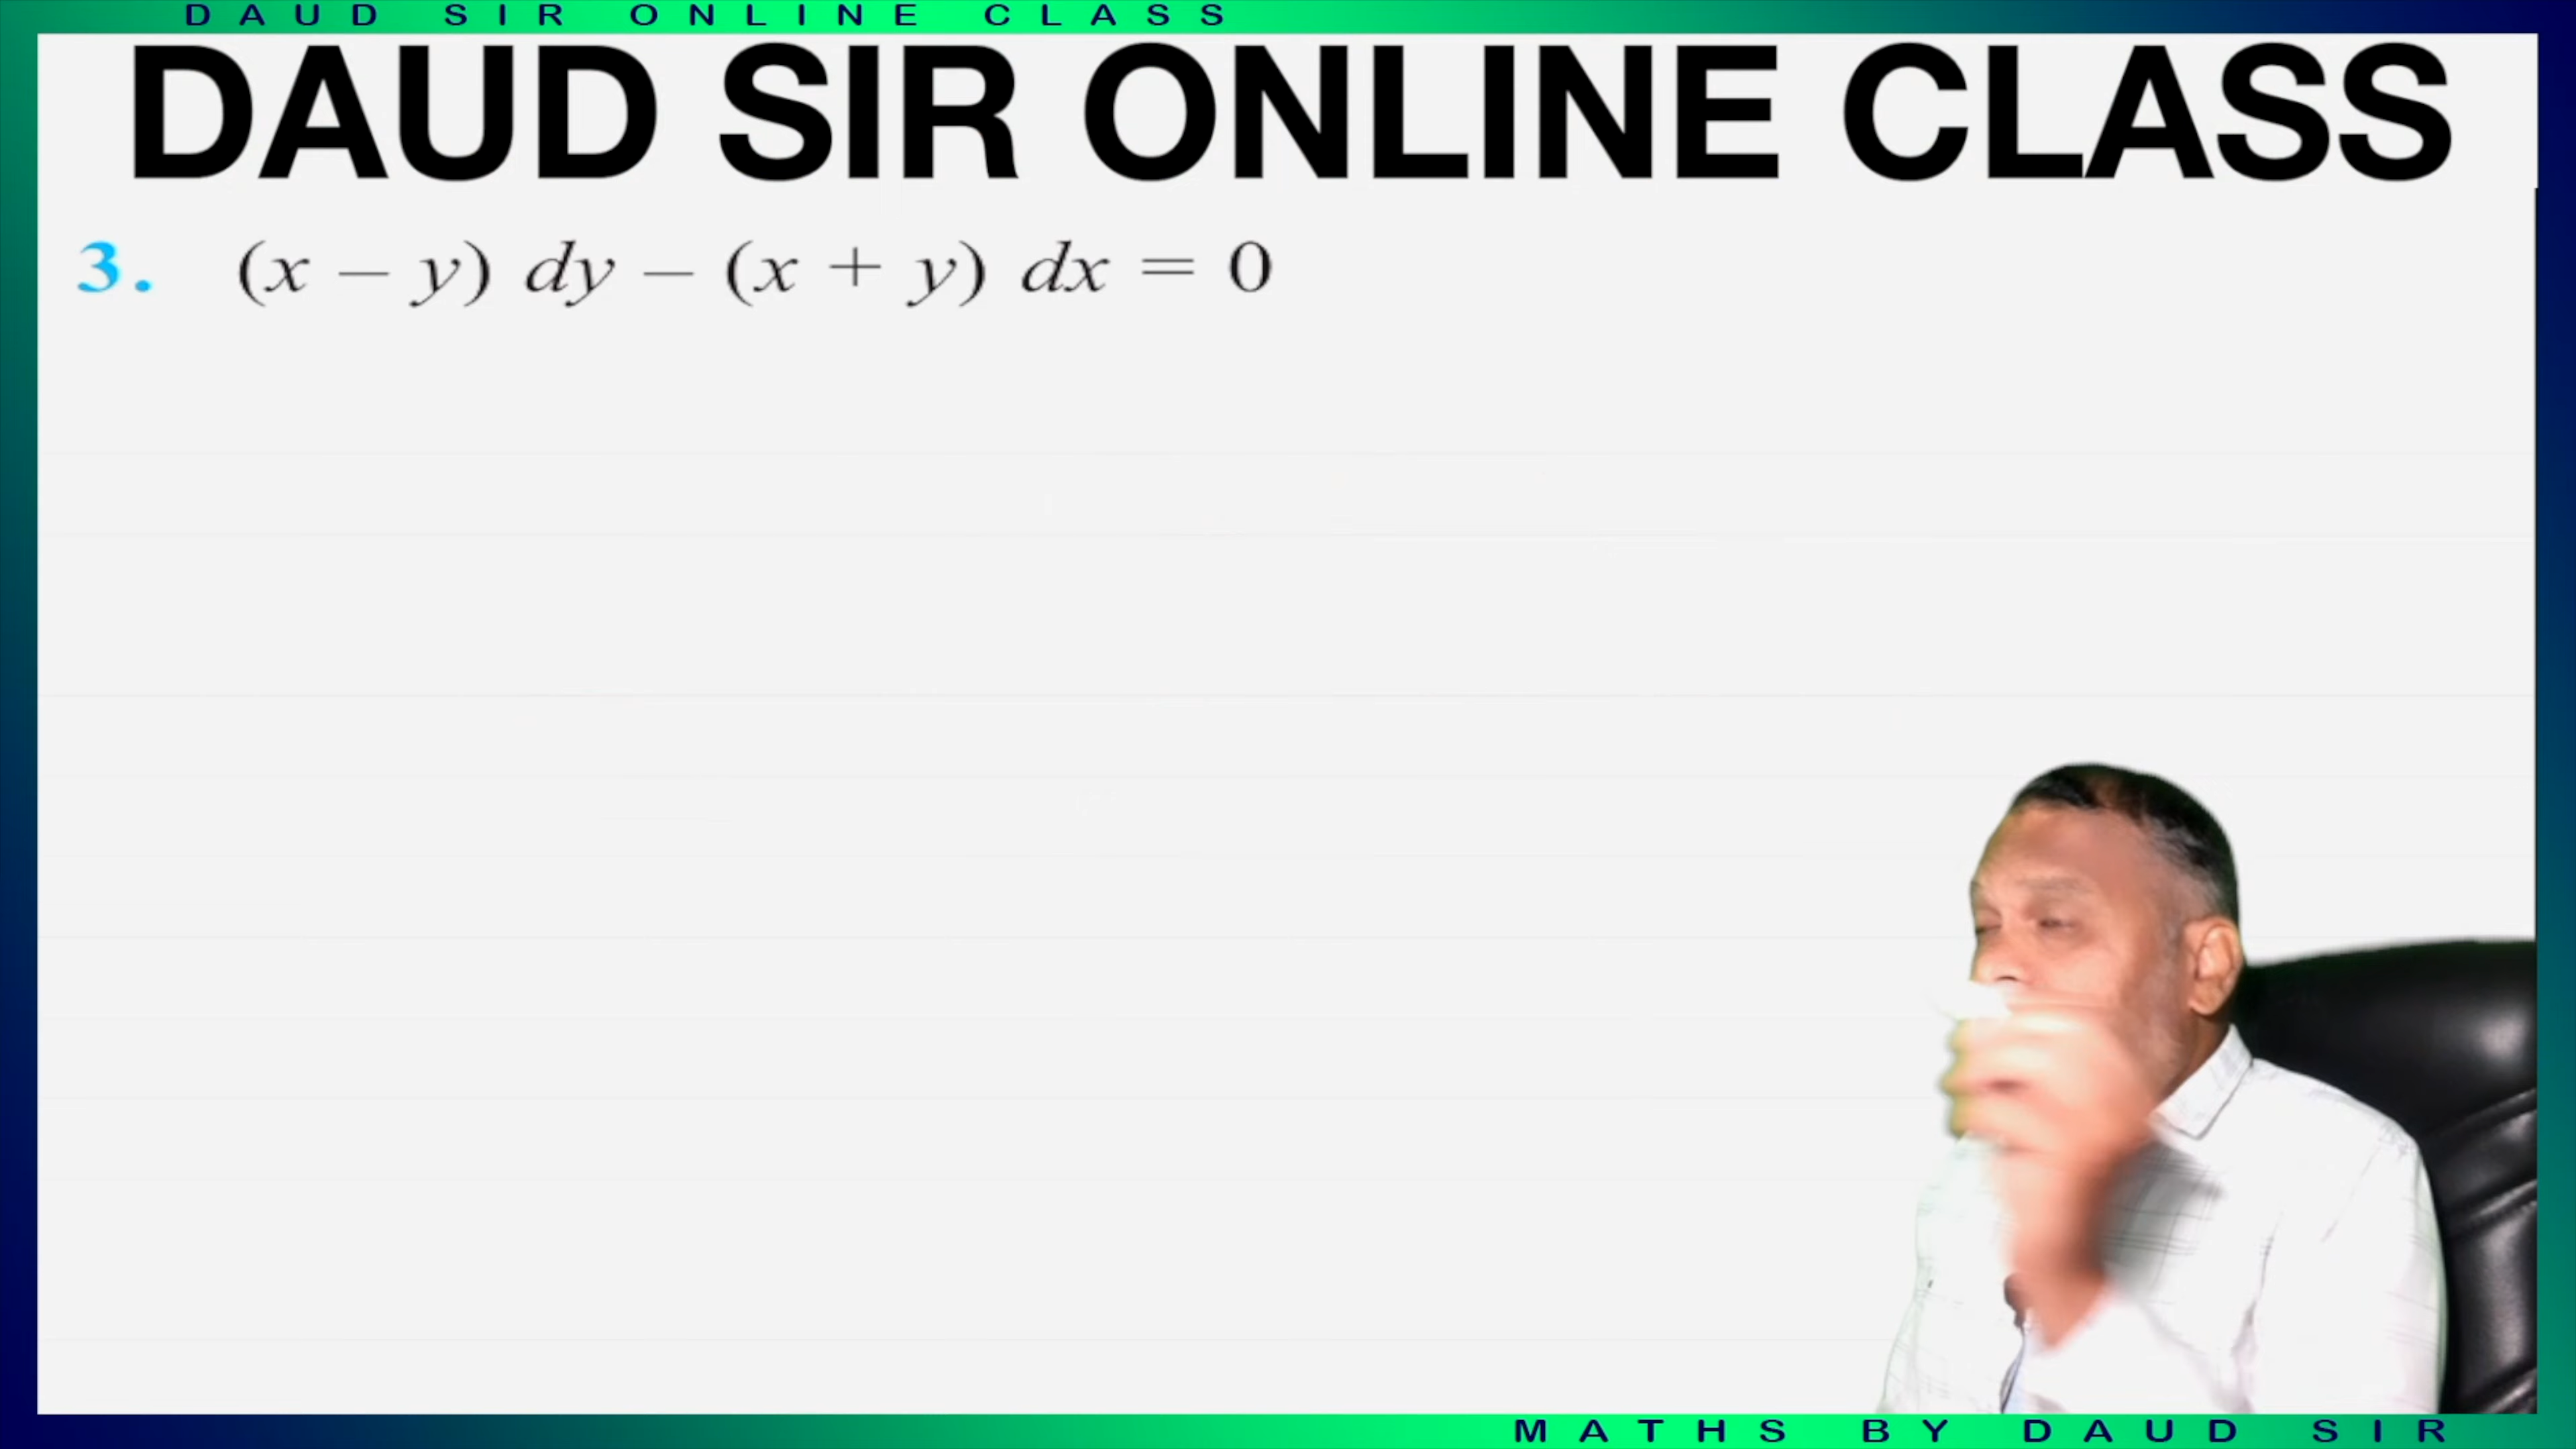 DAUD SIR ONLINE CLASS
DAUD SIR ONLINE CLASS
3. (x – y) dy – (x + y) dx = 0
MATHS BY DAUD SIR